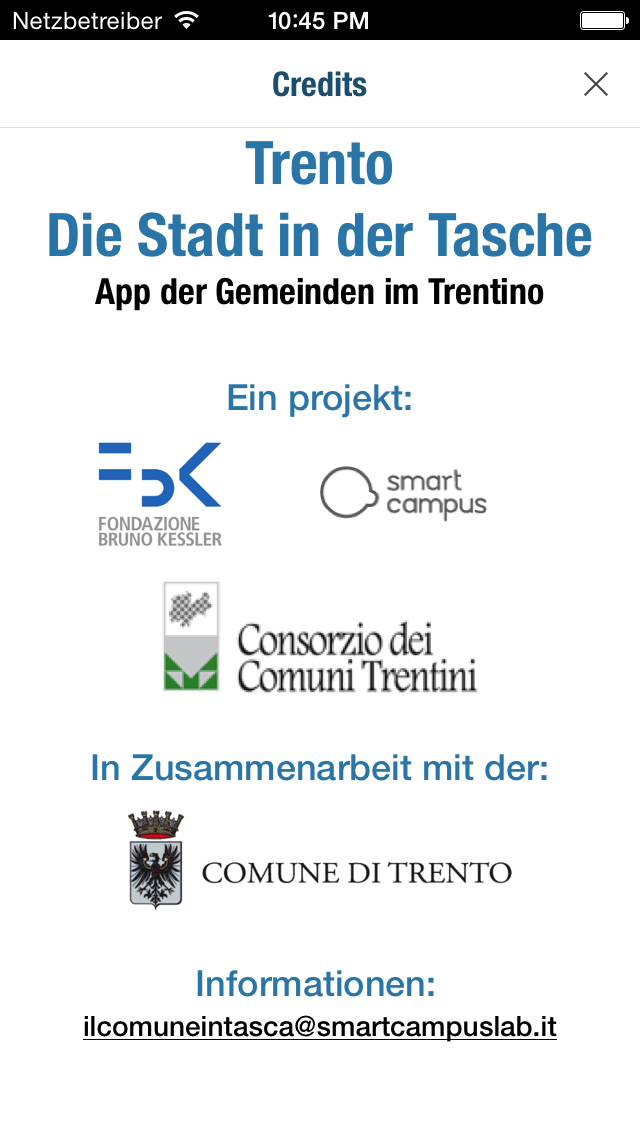 Netzbetreiber 10:45 PM
Credits
Trento
Die Stadt in der Tasche
App der Gemeinden im Trentino
Ein projekt:
FBK
FONDAZIONE
BRUNO KESSLER
smart
campus
Consorzio dei
Comuni Trentini
In Zusammenarbeit mit der:
COMUNE DI TRENTO
Informationen:
ilcomuneintasca@smartcampuslab.it